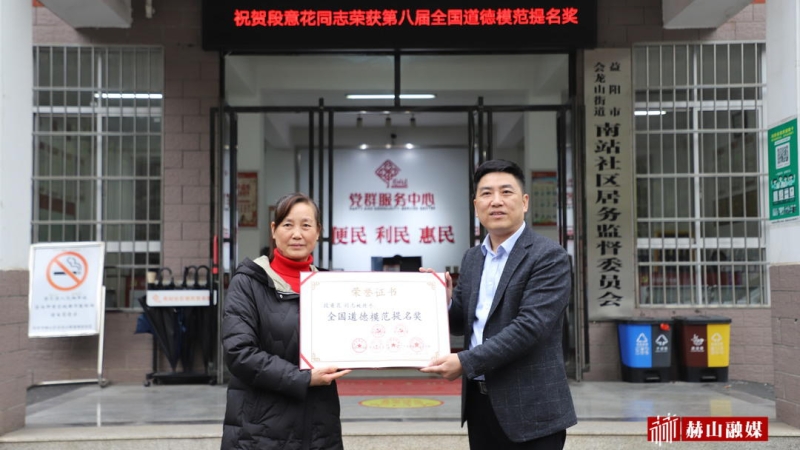 祝贺段意花同志荣获第八届全国道德模范提名奖
益阳市
会龙山街道
南站社区居务监督委员会
党群服务中心
便民 利民 惠民
荣誉证书
全国道德模范提名奖
赫山融媒